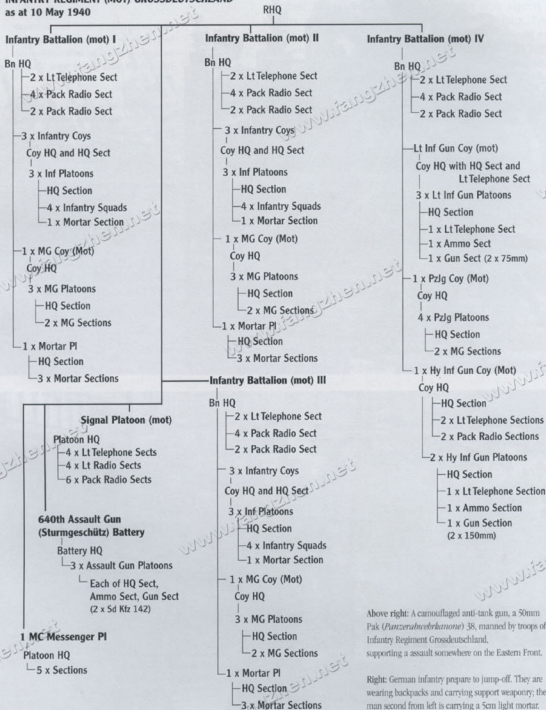 INFANTRY REGIMENT (MOT) GROSSDEUTSCHLAND
as at 10 May 1940
RHQ
Infantry Battalion (mot) I
Bn HQ
2 x Lt Telephone Sect
4 x Pack Radio Sect
2 x Pack Radio Sect
3 x Infantry Coys
Coy HQ and HQ Sect
3 x Inf Platoons
HQ Section
4 x Infantry Squads
1 x Mortar Section
1 x MG Coy (Mot)
Coy HQ
3 x MG Platoons
HQ Section
2 x MG Sections
1 x Mortar Pl
HQ Section
3 x Mortar Sections
Infantry Battalion (mot) II
Bn HQ
2 x Lt Telephone Sect
4 x Pack Radio Sect
2 x Pack Radio Sect
3 x Infantry Coys
Coy HQ and HQ Sect
3 x Inf Platoons
HQ Section
4 x Infantry Squads
1 x Mortar Section
1 x MG Coy (Mot)
Coy HQ
3 x MG Platoons
HQ Section
2 x MG Sections
1 x Mortar Pl
HQ Section
3 x Mortar Sections
Infantry Battalion (mot) IV
Bn HQ
2 x Lt Telephone Sect
4 x Pack Radio Sect
2 x Pack Radio Sect
Lt Inf Gun Coy (mot)
Coy HQ with HQ Sect and
Lt Telephone Sect
3 x Lt Inf Gun Platoons
HQ Section
1 x Lt Telephone Sect
1 x Ammo Sect
1 x Gun Sect (2 x 75mm)
1 x PzJg Coy (Mot)
Coy HQ
4 x PzJg Platoons
HQ Section
2 x MG Sections
1 x Hy Inf Gun Coy (Mot)
Coy HQ
HQ Section
2 x Lt Telephone Sections
2 x Pack Radio Sections
2 x Hy Inf Gun Platoons
HQ Section
1 x Lt Telephone Section
1 x Ammo Section
1 x Gun Section
(2 x 150mm)
Infantry Battalion (mot) III
Bn HQ
2 x Lt Telephone Sect
4 x Pack Radio Sect
2 x Pack Radio Sect
3 x Infantry Coys
Coy HQ and HQ Sect
3 x Inf Platoons
HQ Section
4 x Infantry Squads
1 x Mortar Section
1 x MG Coy (Mot)
Coy HQ
3 x MG Platoons
HQ Section
2 x MG Sections
1 x Mortar Pl
HQ Section
3 x Mortar Sections
Signal Platoon (mot)
Platoon HQ
4 x Lt Telephone Sects
4 x Lt Radio Sects
6 x Pack Radio Sects
640th Assault Gun
(Sturmgeschütz) Battery
Battery HQ
3 x Assault Gun Platoons
Each of HQ Sect,
Ammo Sect, Gun Sect
(2 x Sd Kfz 142)
1 MC Messenger Pl
Platoon HQ
5 x Sections
Above right: A camouflaged anti-tank gun, a 50mm
Pak (Panzerabwehrkanone) 38, manned by troops of
Infantry Regiment Grossdeutschland,
supporting a assault somewhere on the Eastern Front.
Right: German infantry prepare to jump-off. They are
wearing backpacks and carrying support weaponry; the
man second from left is carrying a 5cm light mortar.
www.fangzhen.net